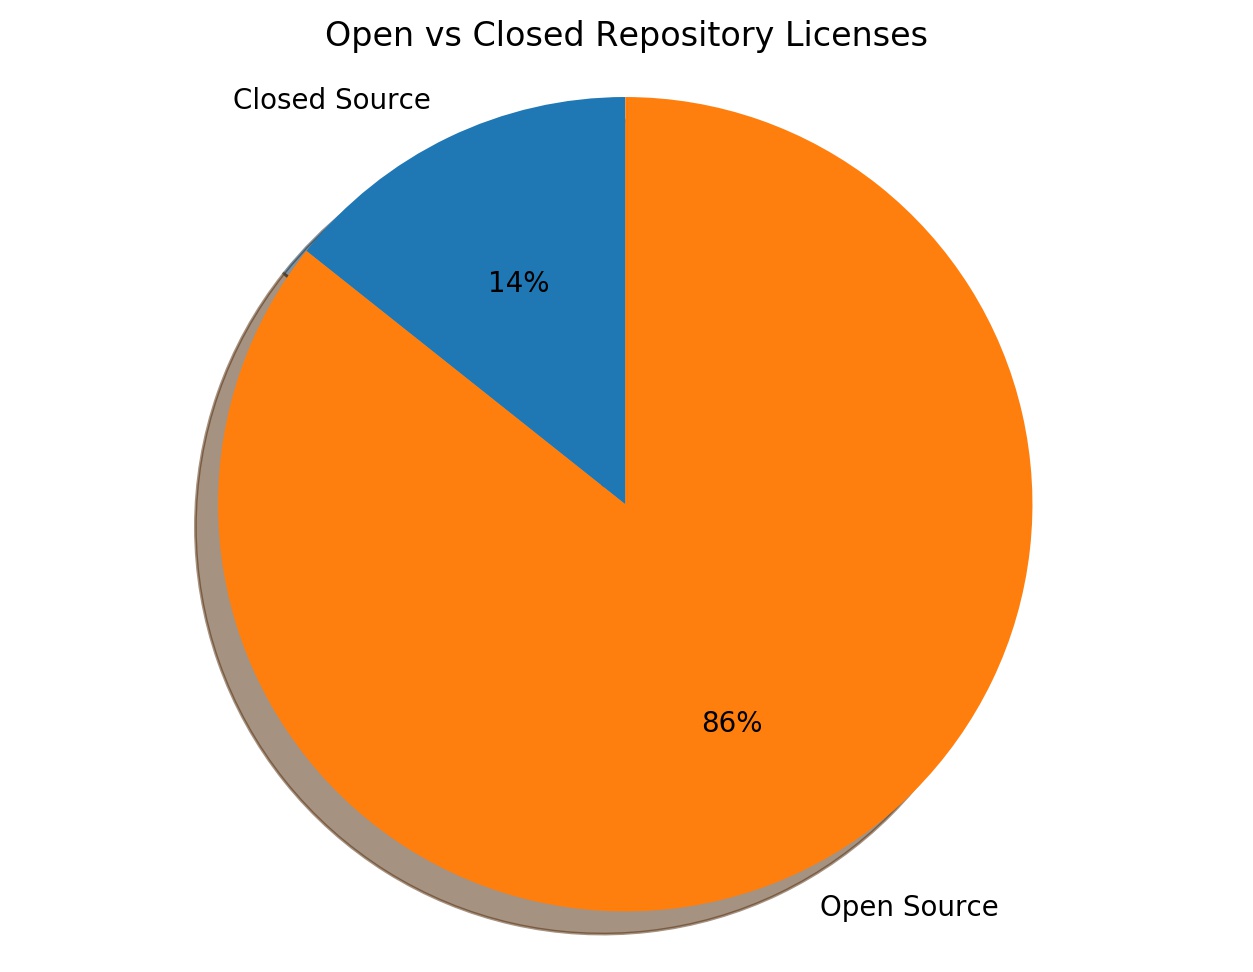 Open vs Closed Repository Licenses
Closed Source
14%
86%
Open Source